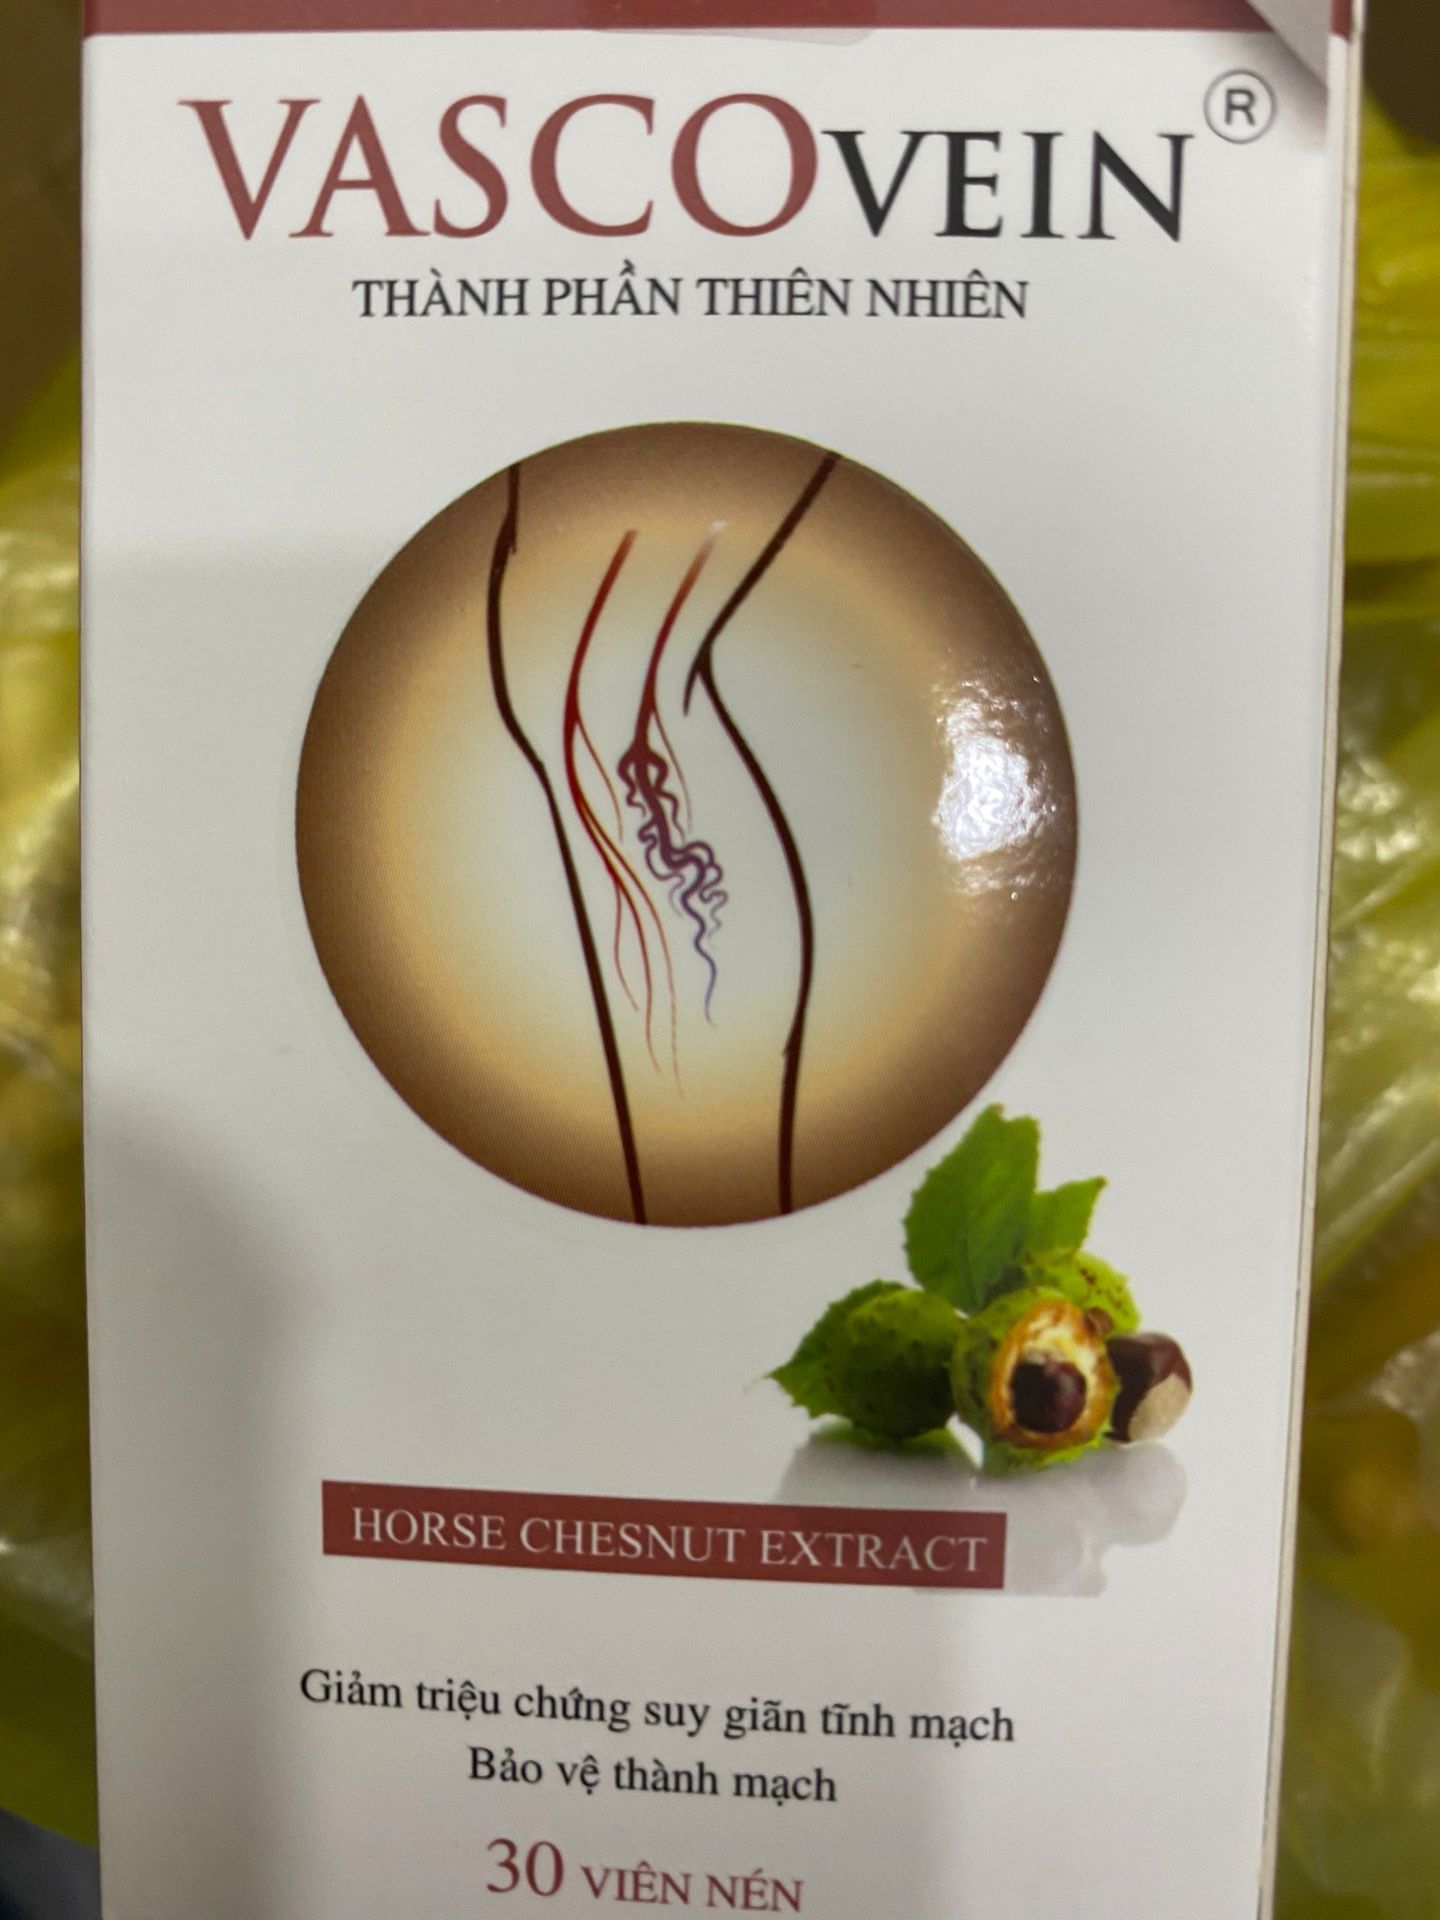 VASCOVEIN®
THÀNH PHẦN THIÊN NHIÊN
HORSE CHESNUT EXTRACT
Giảm triệu chứng suy giãn tĩnh mạch
Bảo vệ thành mạch
30 VIÊN NÉN